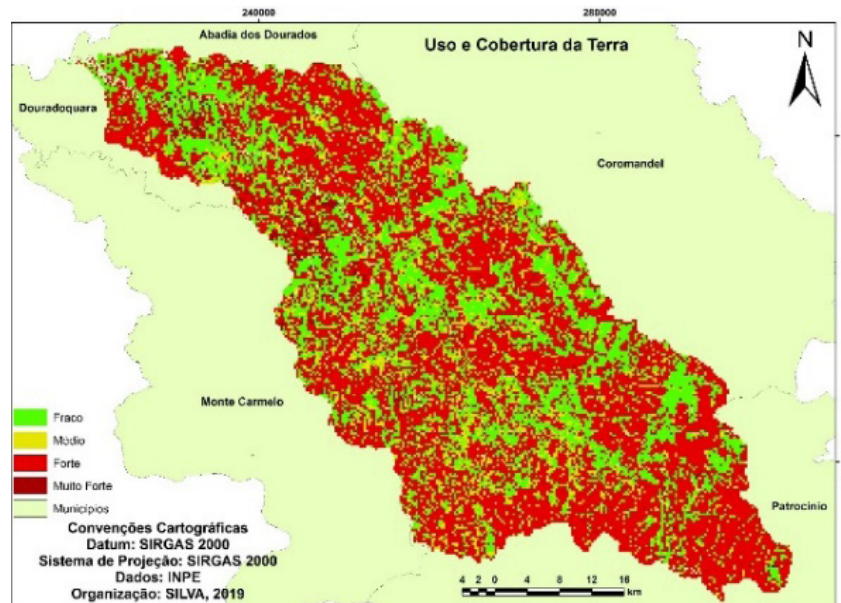 240000
280000
Abadia dos Dourados
Uso e Cobertura da Terra
N
Douradoquara
Coromandel
Monte Carmelo
Fraco
Médio
Forte
Muito Forte
Municípios
Patrocínio
Convenções Cartográficas
Datum: SIRGAS 2000
Sistema de Projeção: SIRGAS 2000
Dados: INPE
Organização: SILVA, 2019
4 2 0 4 8 12 16
km